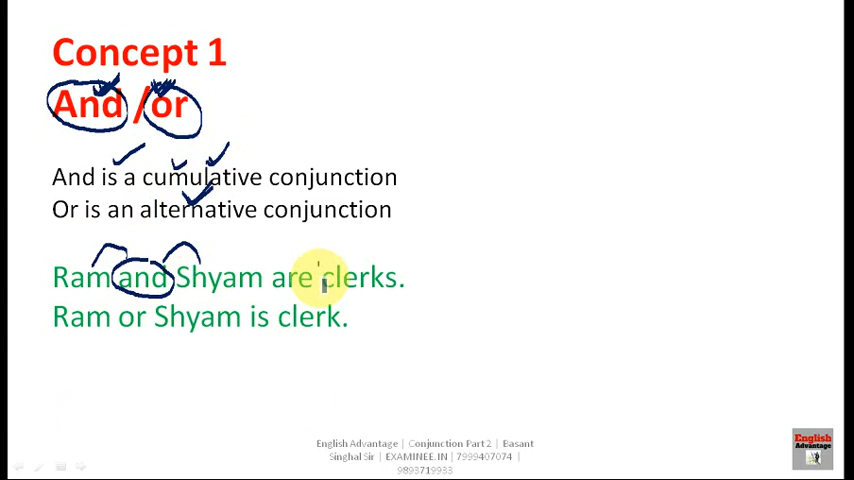 Concept 1
And /or
And is a cumulative conjunction
Or is an alternative conjunction
Ram and Shyam are clerks.
Ram or Shyam is clerk.
English Advantage | Conjunction Part 2 | Basant
Singhal Sir | EXAMINEE.IN | 7999407074 |
9893719933
English
Advantage